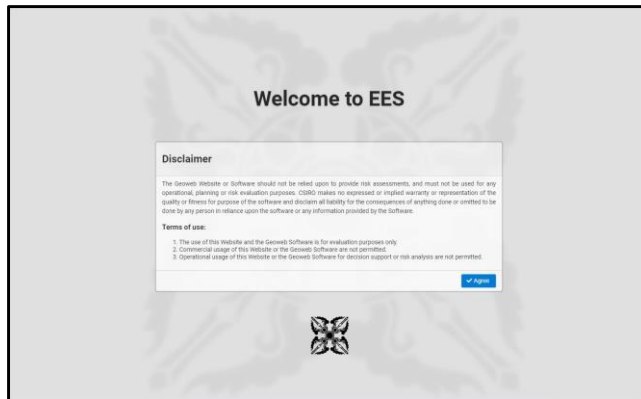 Welcome to EES
Disclaimer
The Geoweb Website or Software should not be relied upon to provide risk assessments, and must not be used for any
operational, planning or risk evaluation purposes. CSIRO makes no expressed or implied warranty or representation of the
quality or fitness for purpose of the software and disclaim all liability for the consequences of anything done or omitted to be
done by any person in reliance upon the software or any information provided by the Software.
Terms of use:
1. The use of this Website and the Geoweb Software is for evaluation purposes only.
2. Commercial usage of this Website or the Geoweb Software are not permitted.
3. Operational usage of this Website or the Geoweb Software for decision support or risk analysis are not permitted.
✓ Agree